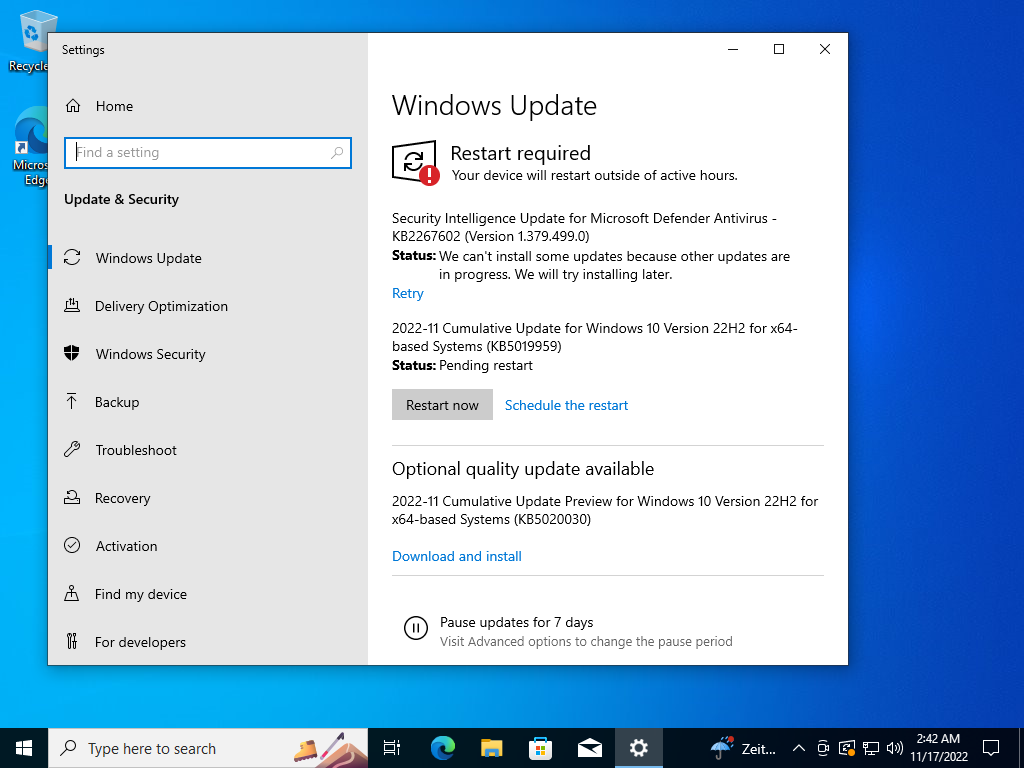 Recycle
Microsoft
Edge
Settings
Home
Find a setting
Update & Security
Windows Update
Delivery Optimization
Windows Security
Backup
Troubleshoot
Recovery
Activation
Find my device
For developers
Windows Update
Restart required
Your device will restart outside of active hours.
Security Intelligence Update for Microsoft Defender Antivirus -
KB2267602 (Version 1.379.499.0)
Status: We can't install some updates because other updates are
in progress. We will try installing later.
Retry
2022-11 Cumulative Update for Windows 10 Version 22H2 for x64-
based Systems (KB5019959)
Status: Pending restart
Restart now Schedule the restart
Optional quality update available
2022-11 Cumulative Update Preview for Windows 10 Version 22H2 for
x64-based Systems (KB5020030)
Download and install
Pause updates for 7 days
Visit Advanced options to change the pause period
Type here to search
Zeit...
2:42 AM
11/17/2022